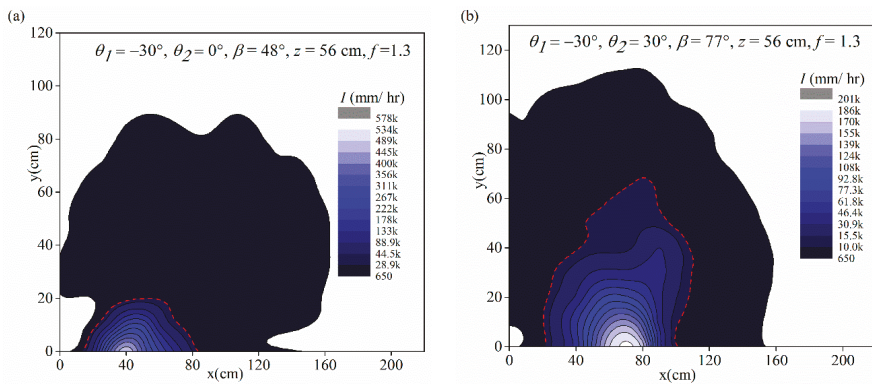 (a)
θ1 = −30°, θ2 = 0°, β = 48°, z = 56 cm, f = 1.3
I (mm/ hr)
578k
534k
489k
445k
400k
356k
311k
267k
222k
178k
133k
88.9k
44.5k
28.9k
650
y(cm)
120
100
80
60
40
20
0
0 40 80 120 160 200
x(cm)
(b)
θ1 = −30°, θ2 = 30°, β = 77°, z = 56 cm, f = 1.3
I (mm/ hr)
201k
186k
170k
155k
139k
124k
108k
92.8k
77.3k
61.8k
46.4k
30.9k
15.5k
10.0k
650
y(cm)
120
100
80
60
40
20
0
0 40 80 120 160 200
x(cm)